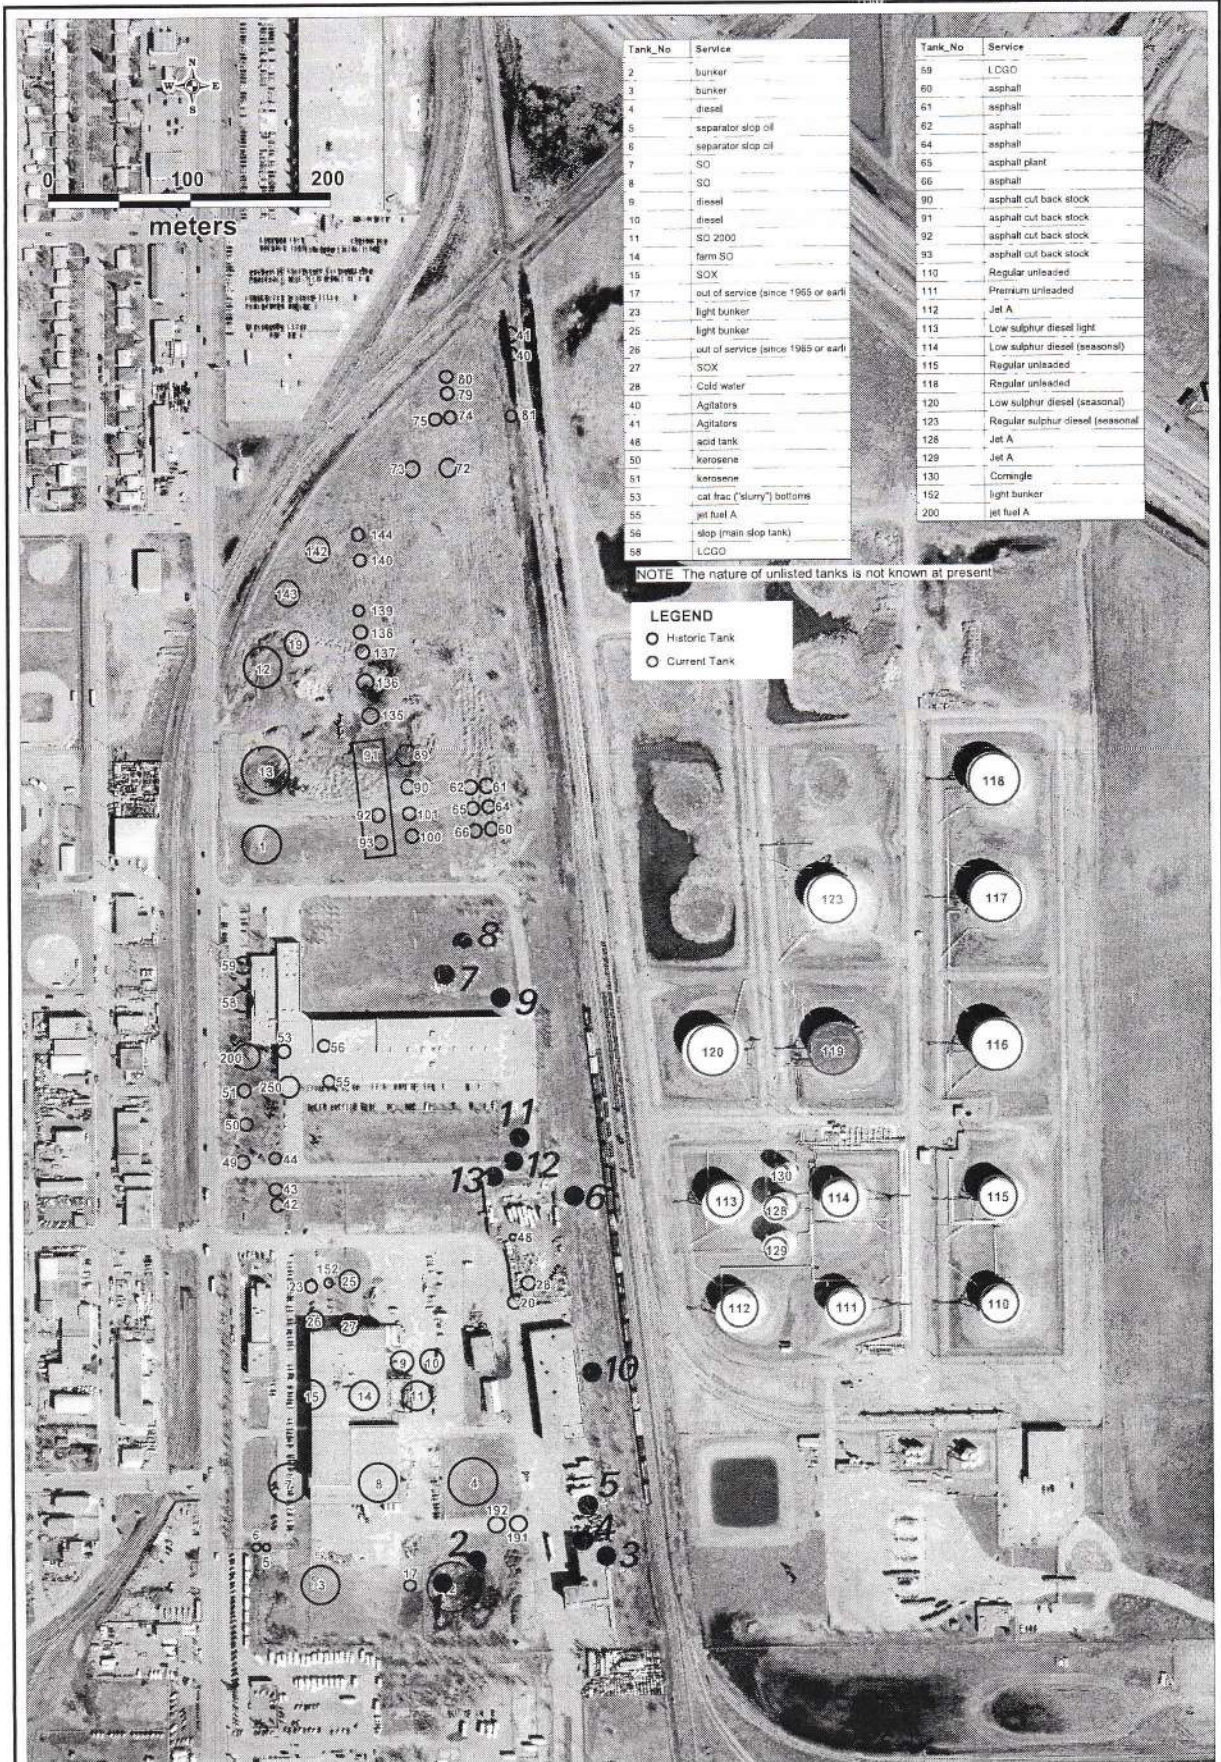 N
W E
S
0 100 200
meters
Tank_No Service
2 bunker
3 bunker
4 diesel
5 separator slop oil
6 separator slop oil
7 SO
8 SO
9 diesel
10 diesel
11 SO 2000
14 farm SO
15 SOX
17 out of service (since 1965 or earli
23 light bunker
25 light bunker
26 out of service (since 1965 or earli
27 SOX
28 Cold water
40 Agitators
41 Agitators
46 acid tank
50 kerosene
51 kerosene
53 cat frac ("slurry") bottoms
55 jet fuel A
56 slop (main slop tank)
58 LCGO
Tank_No Service
59 LCGO
60 asphalt
61 asphalt
62 asphalt
64 asphalt
65 asphalt plant
66 asphalt
90 asphalt cut back stock
91 asphalt cut back stock
92 asphalt cut back stock
93 asphalt cut back stock
110 Regular unleaded
111 Premium unleaded
112 Jet A
113 Low sulphur diesel light
114 Low sulphur diesel (seasonal)
115 Regular unleaded
118 Regular unleaded
120 Low sulphur diesel (seasonal)
123 Regular sulphur diesel (seasonal
128 Jet A
129 Jet A
130 Comingle
152 light bunker
200 jet fuel A
NOTE The nature of unlisted tanks is not known at present
LEGEND
Historic Tank
Current Tank
41
40
80
79
75 74 81
73 72
144
142
140
143
139
138
19
137
12
136
135
91 89
13
90 62 61
92 101 65 64
93 100 66 60
1
118
123 117
8
59 7
58 9
53 56
200
120 119 116
51 250 55
50
11
49 44 12
13
43 6
42
130
113 128 114 115
129
46
152
23 25 28
20
112 111 110
26 27
9 10
10
15 14 11
8 4
5
192
191
4
6
5
2 3
3 17 2